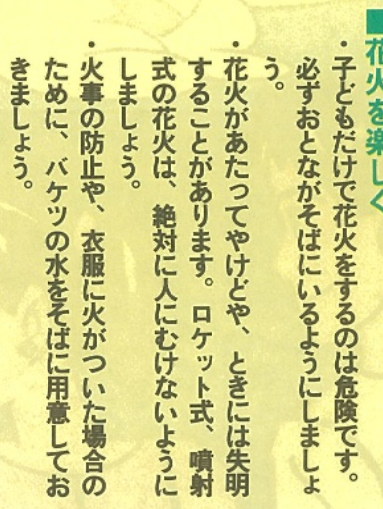 ■花火を楽しく
・子どもだけで花火をするのは危険です。
必ずおとながそばにいるようにしましょ
う。
・花火があたってやけどや、ときには失明
することがあります。ロケット式、噴射
式の花火は、絶対に人にむけないように
しましょう。
・火事の防止や、衣服に火がついた場合の
ために、バケツの水をそばに用意してお
きましょう。